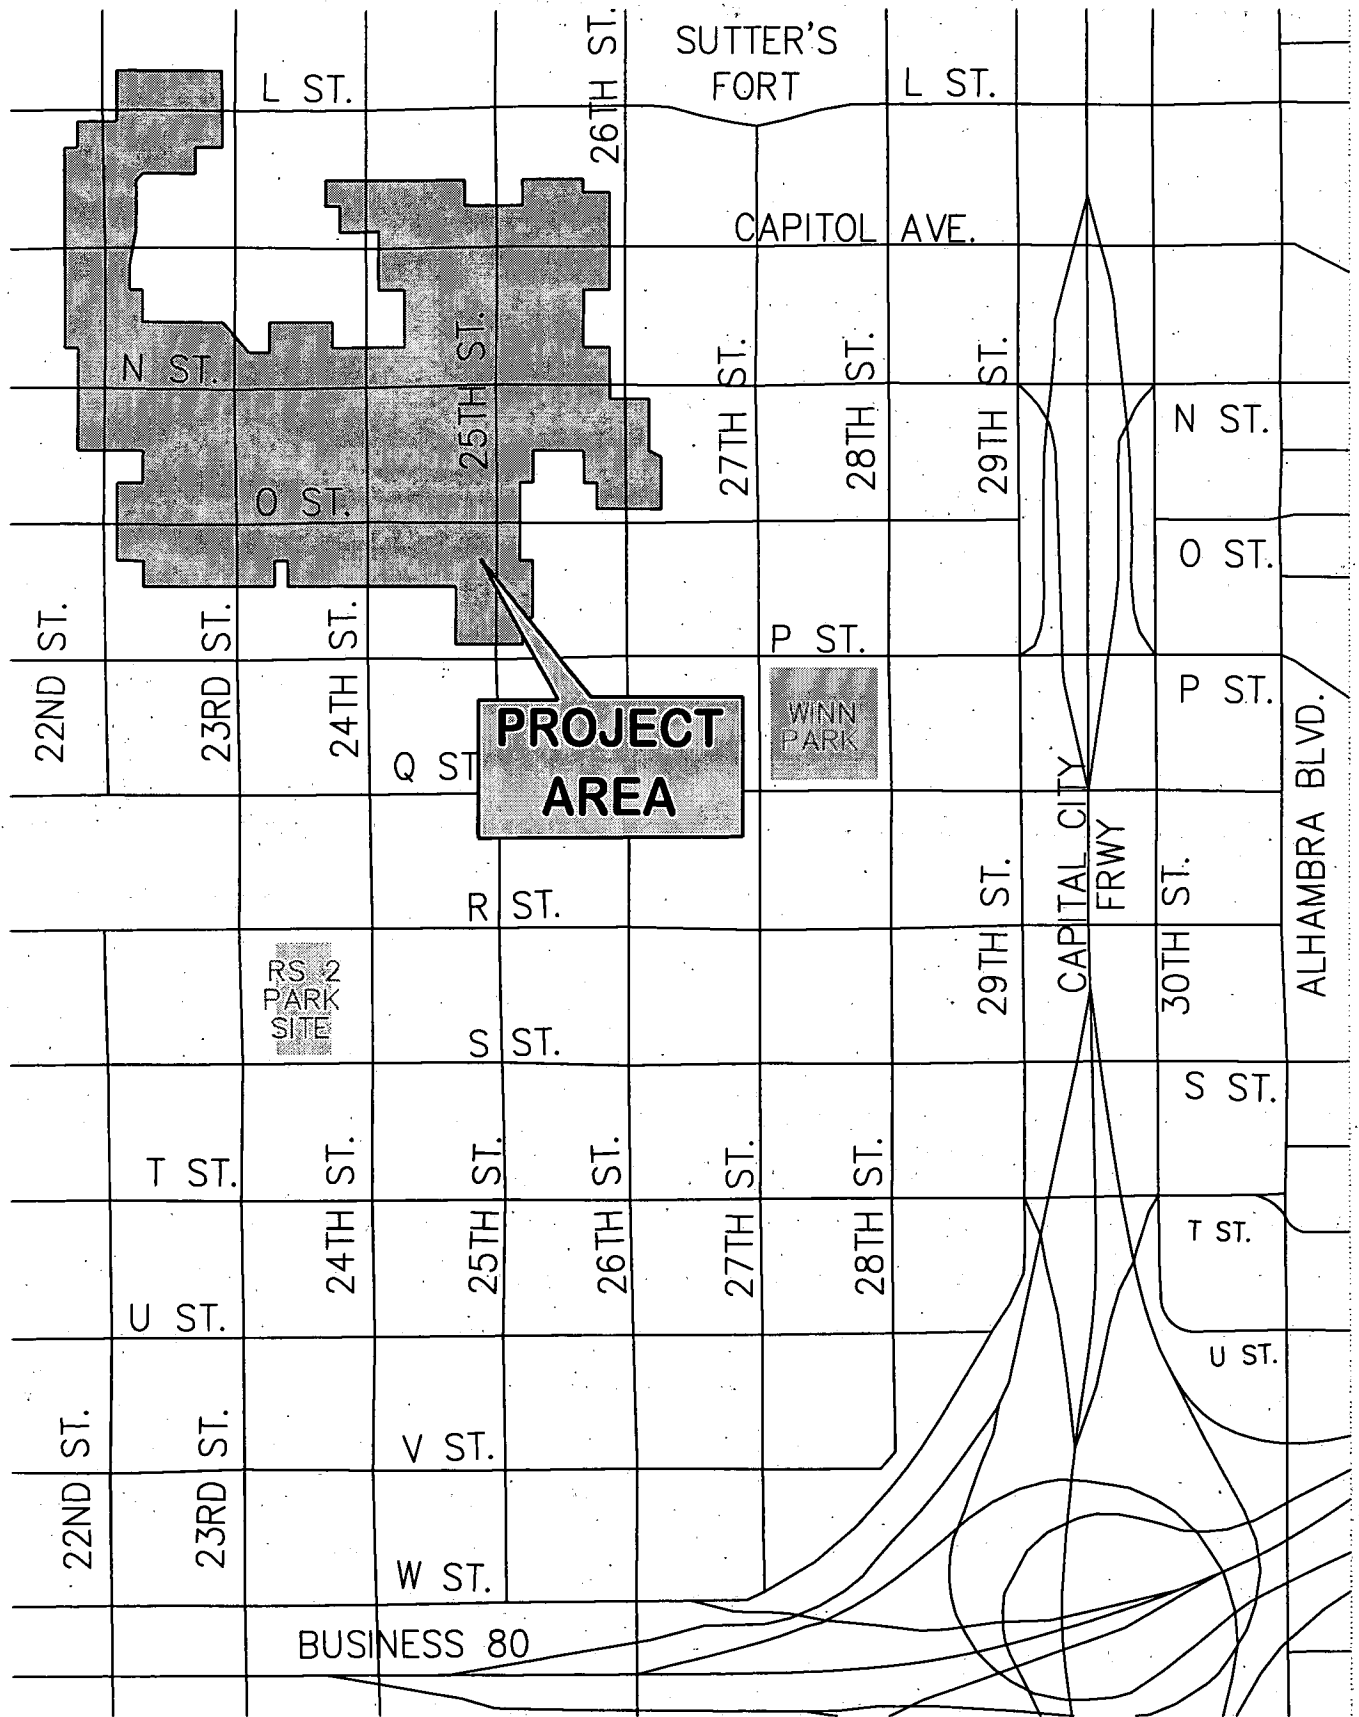 26TH ST.
SUTTER'S
FORT
L ST.
L ST.
CAPITOL AVE.
N ST.
25TH ST.
27TH ST.
28TH ST.
29TH ST.
N ST.
O ST.
O ST.
22ND ST.
23RD ST.
24TH ST.
P ST.
P ST.
PROJECT
AREA
WINN
PARK
Q ST
ALHAMBRA BLVD.
CAPITAL CITY
FRWY
29TH ST.
30TH ST.
R ST.
RS 2
PARK
SITE
S ST.
S ST.
T ST.
24TH ST.
25TH ST.
26TH ST.
27TH ST.
28TH ST.
T ST.
U ST.
U ST.
22ND ST.
23RD ST.
V ST.
W ST.
BUSINESS 80